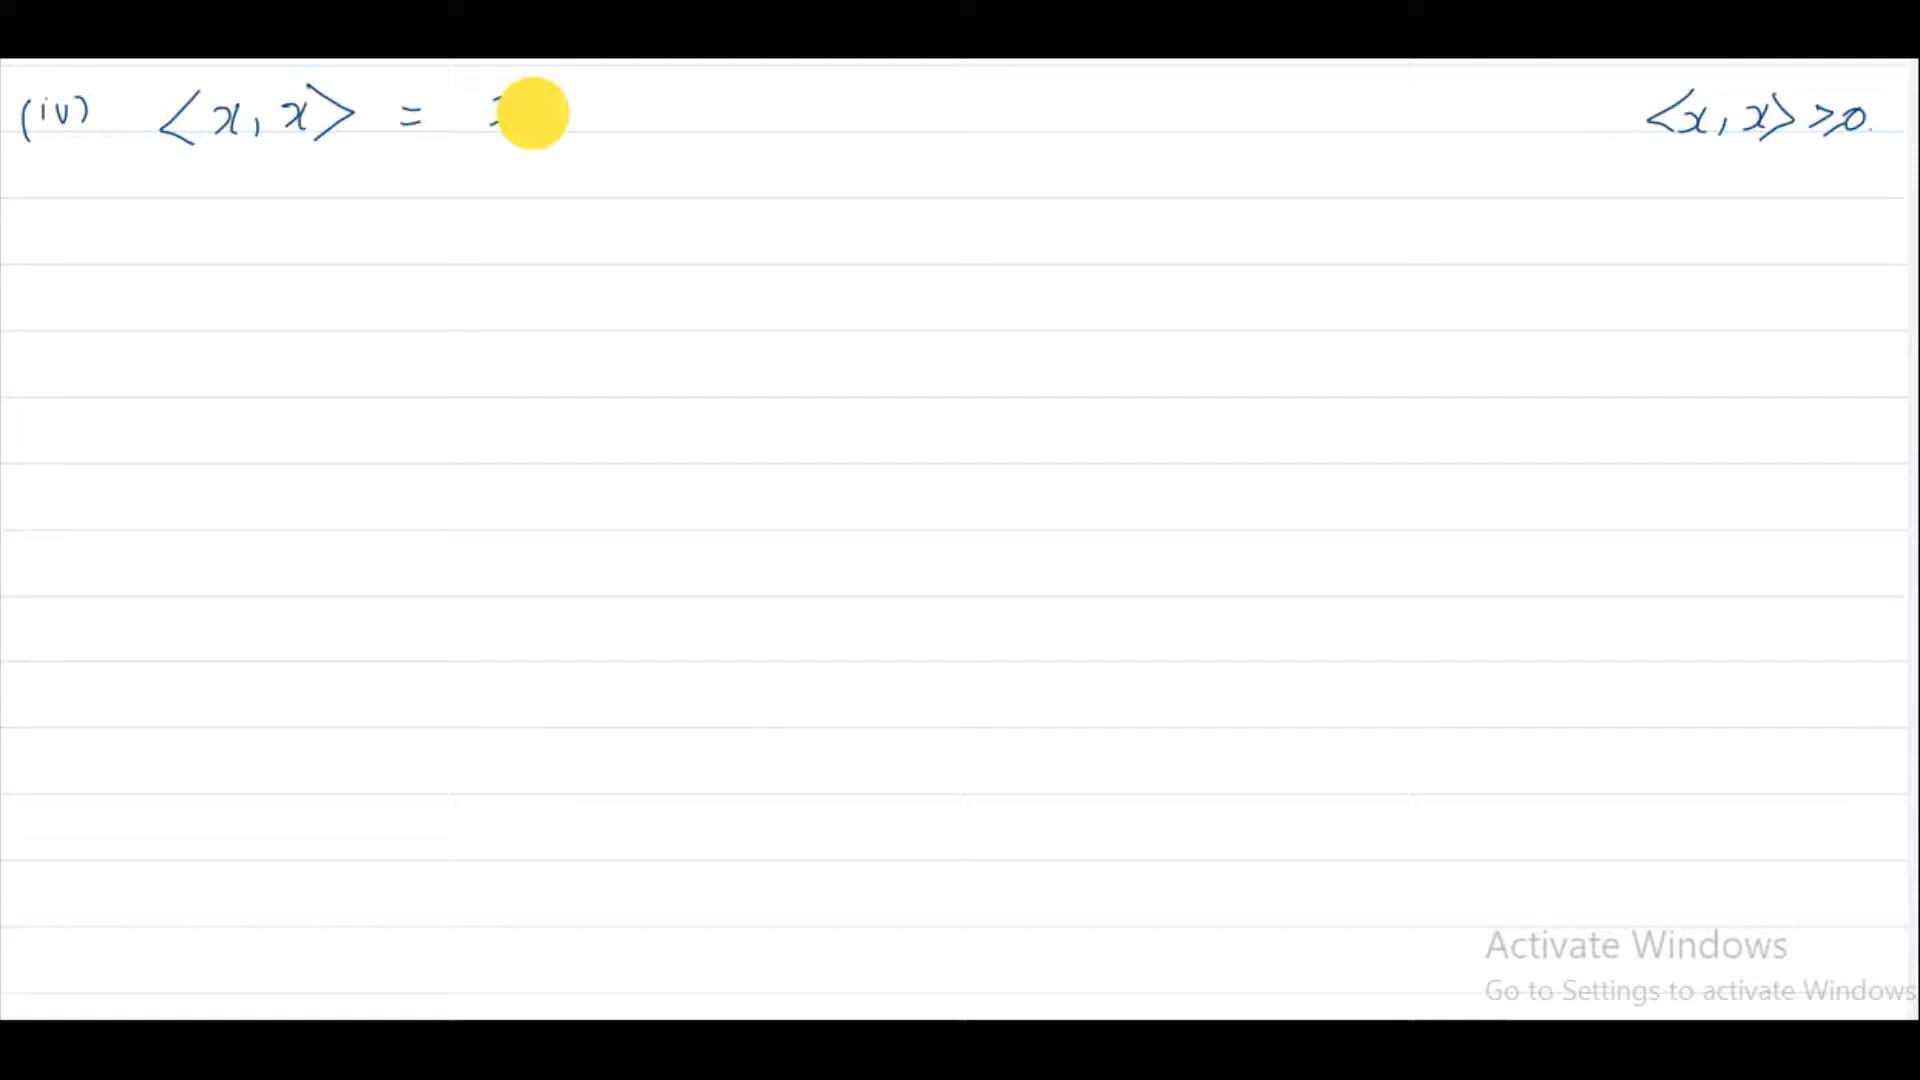 (iv) <x, x> = <x, x> ≥ 0.
Activate Windows
Go to Settings to activate Windows